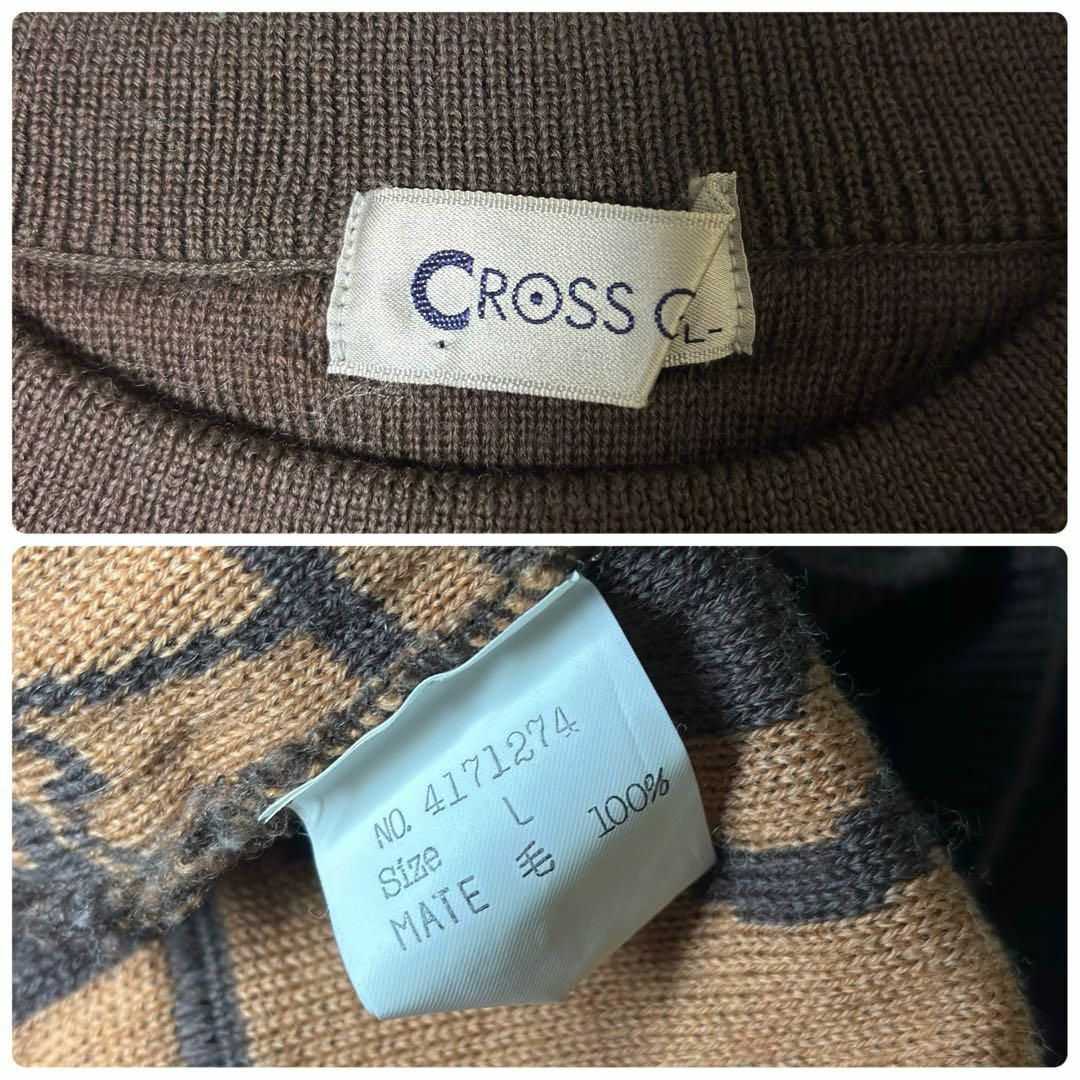 CROSS C
L-
NO. 4171274
Size L
MATE 毛 100%